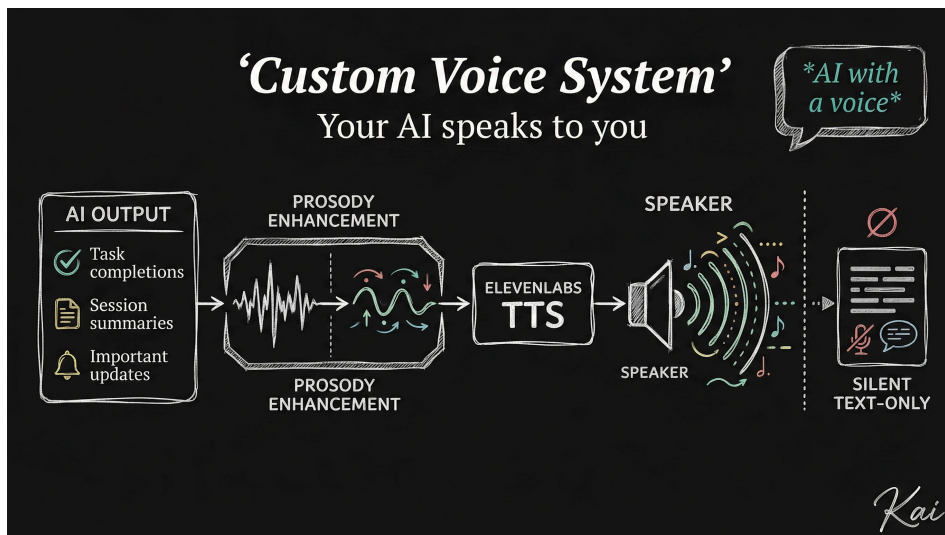 ‘Custom Voice System’
Your AI speaks to you
*AI with
a voice*
AI OUTPUT
Task
completions
Session
summaries
Important
updates
PROSODY
ENHANCEMENT
PROSODY
ENHANCEMENT
ELEVENLABS
TTS
SPEAKER
SPEAKER
SILENT
TEXT-ONLY
Kai